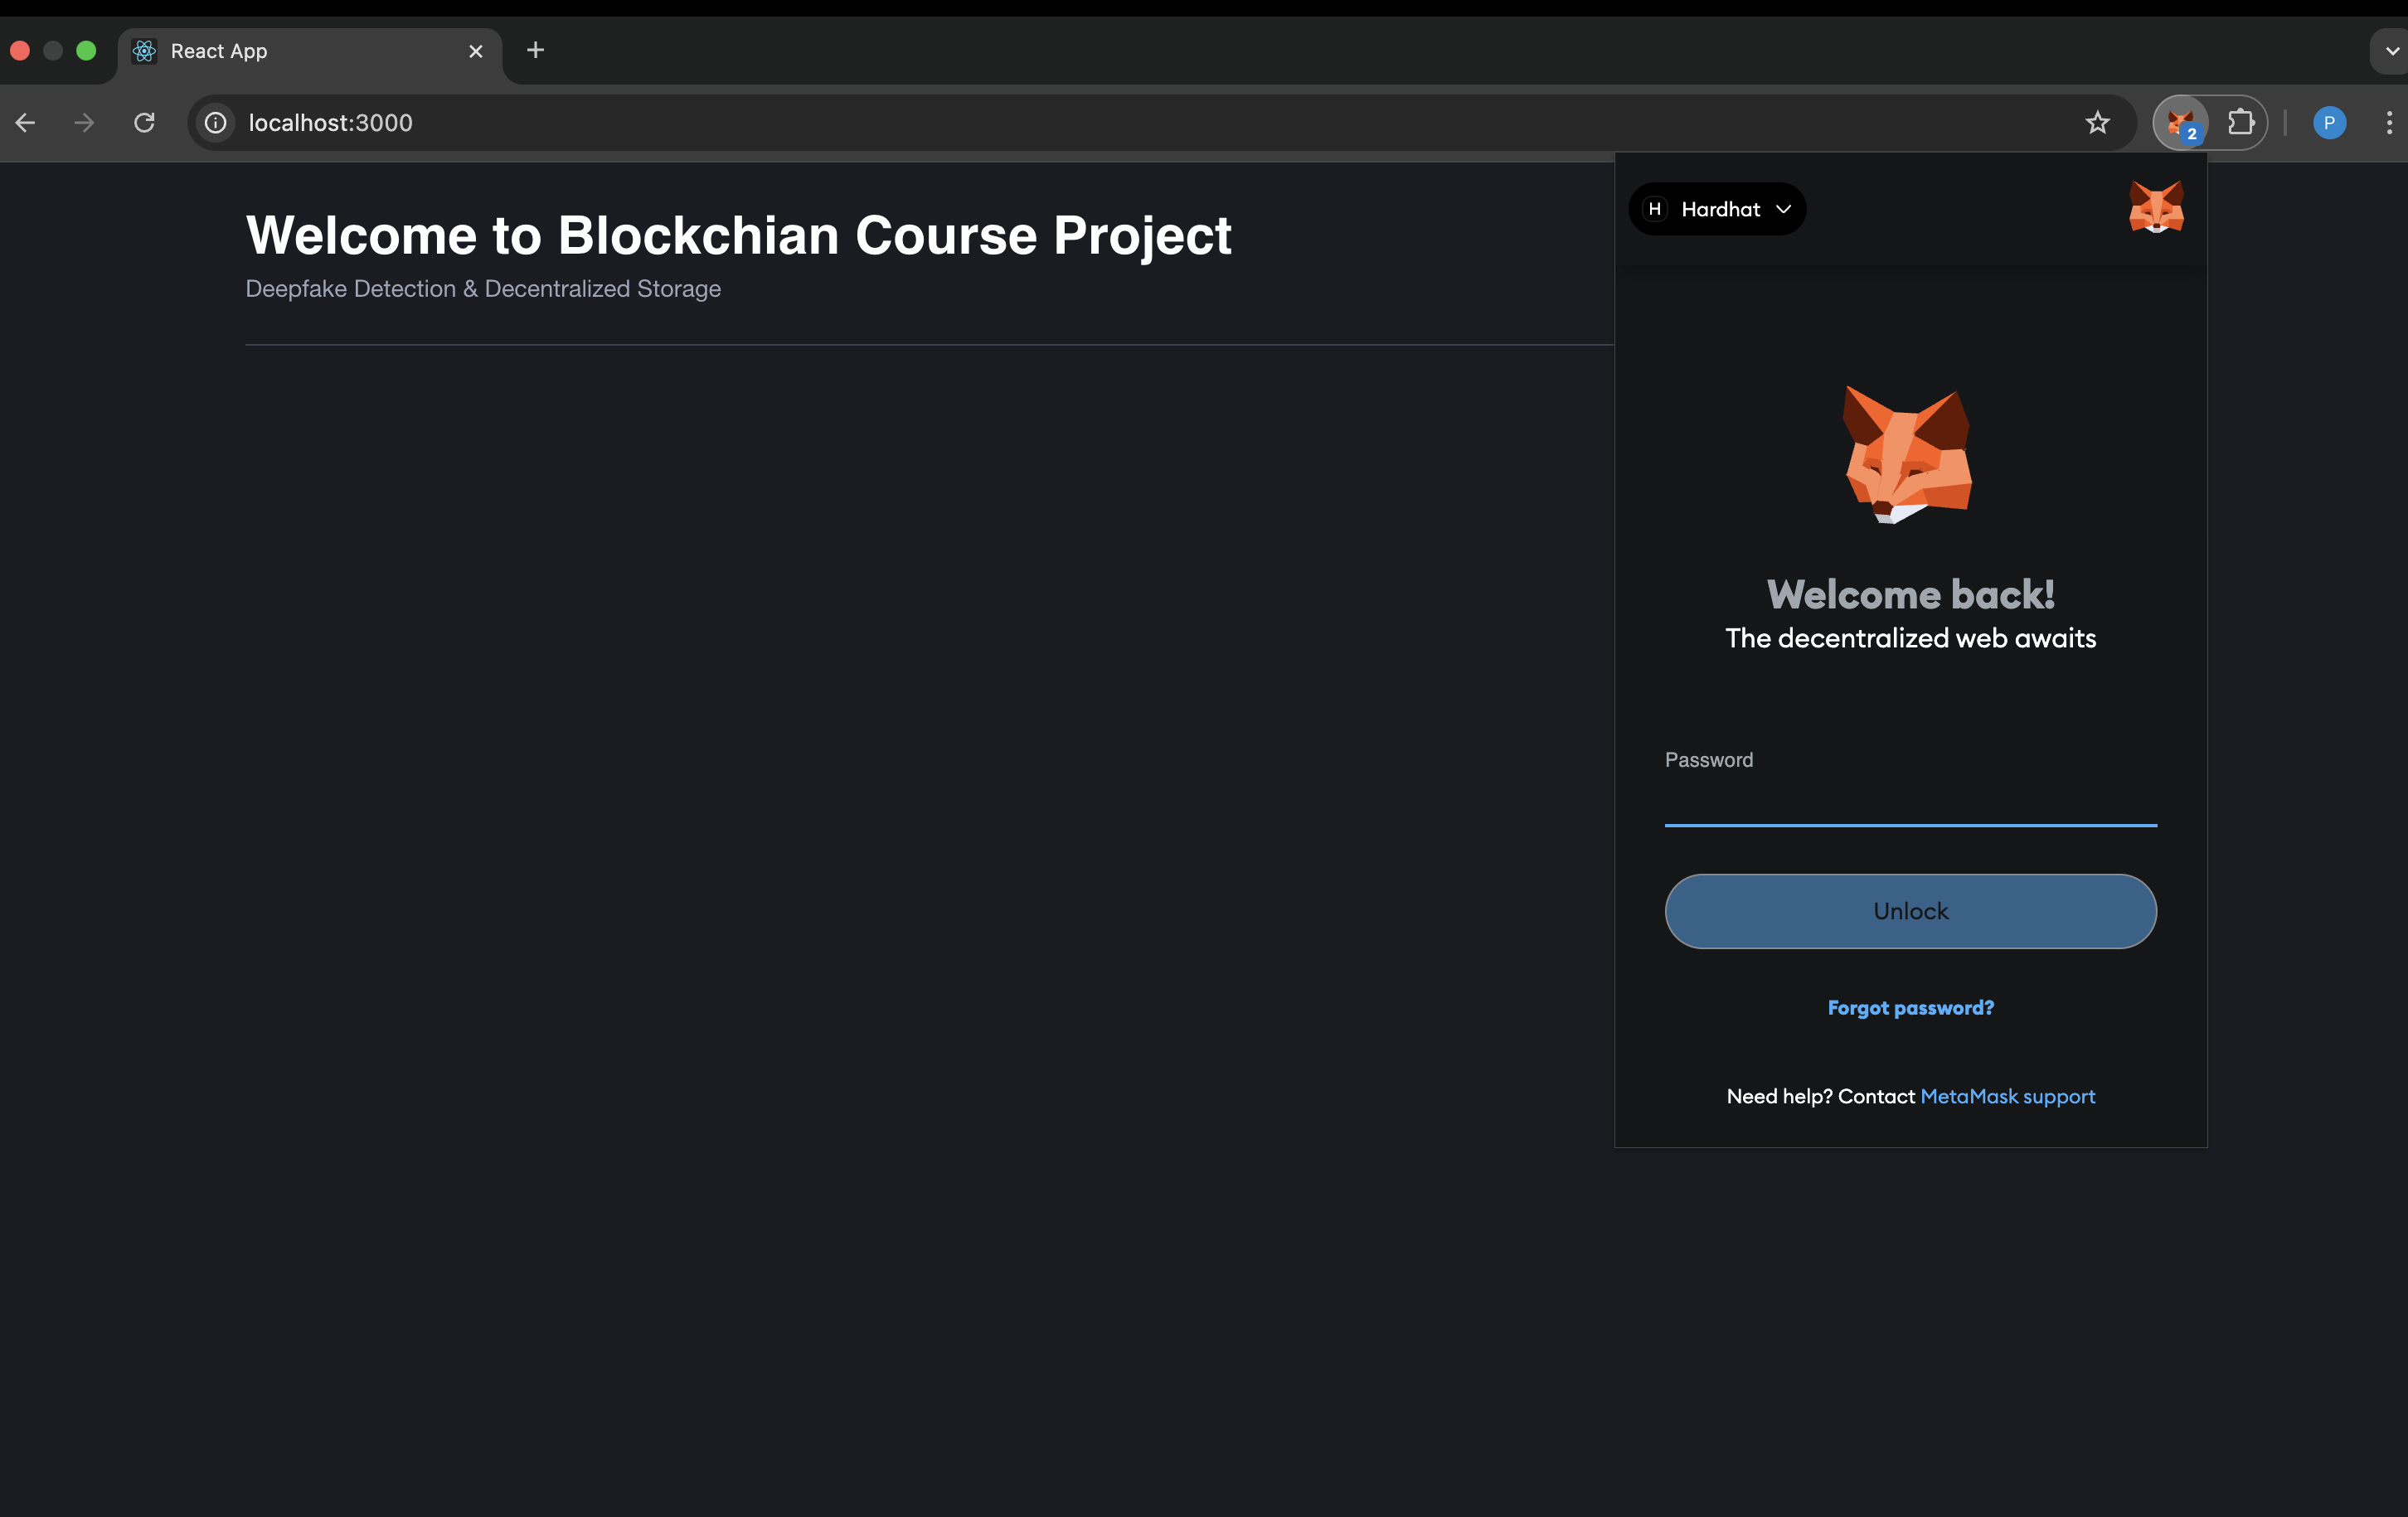 React App
localhost:3000
2
P
Welcome to Blockchian Course Project
Deepfake Detection & Decentralized Storage
H Hardhat
Welcome back!
The decentralized web awaits
Password
Unlock
Forgot password?
Need help? Contact MetaMask support